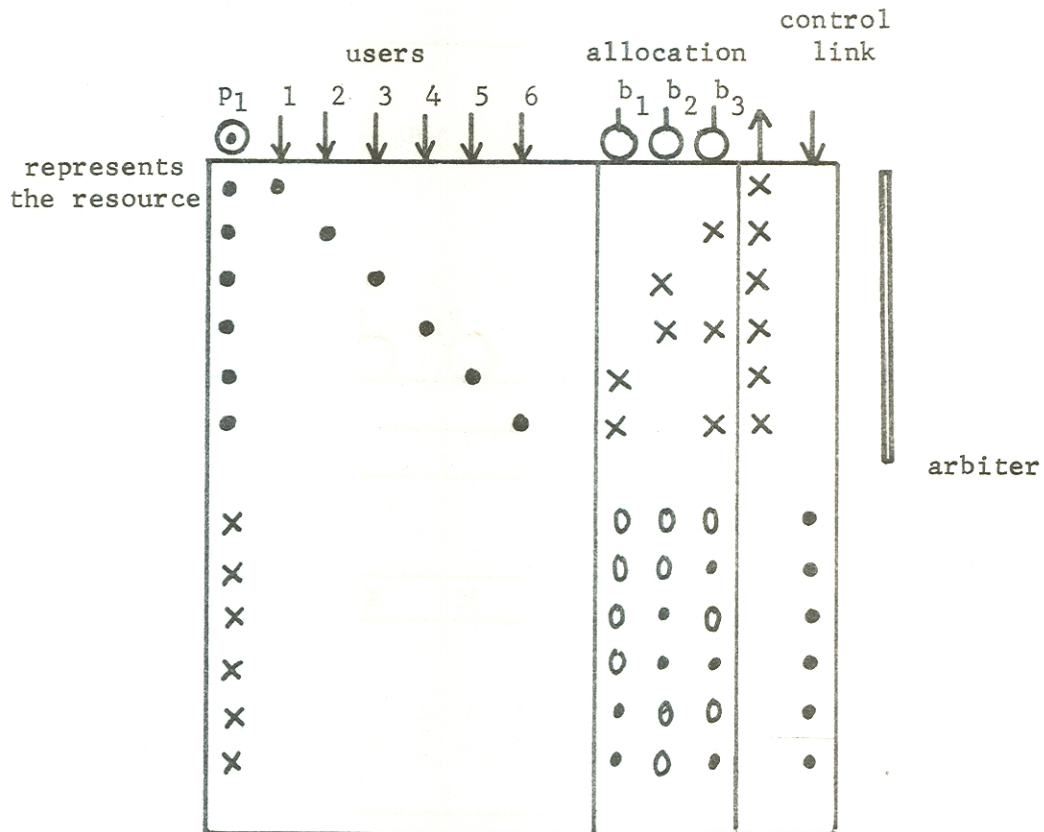 control
users allocation link
P1 1 2 3 4 5 6 b1 b2 b3
represents
the resource
arbiter